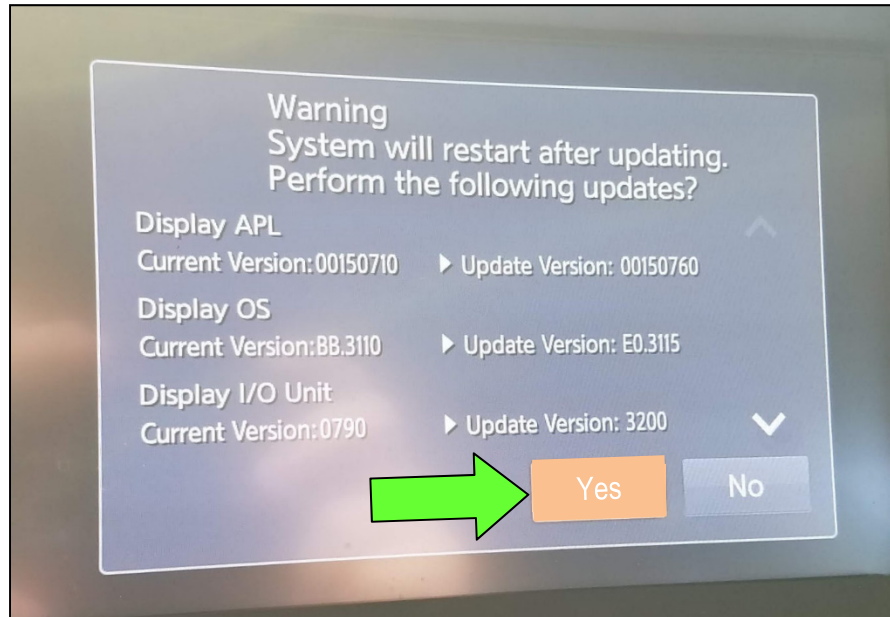 Warning
System will restart after updating.
Perform the following updates?
Display APL
Current Version:00150710 ▶ Update Version: 00150760
Display OS
Current Version:BB.3110 ▶ Update Version: E0.3115
Display I/O Unit
Current Version:0790 ▶ Update Version: 3200
Yes No